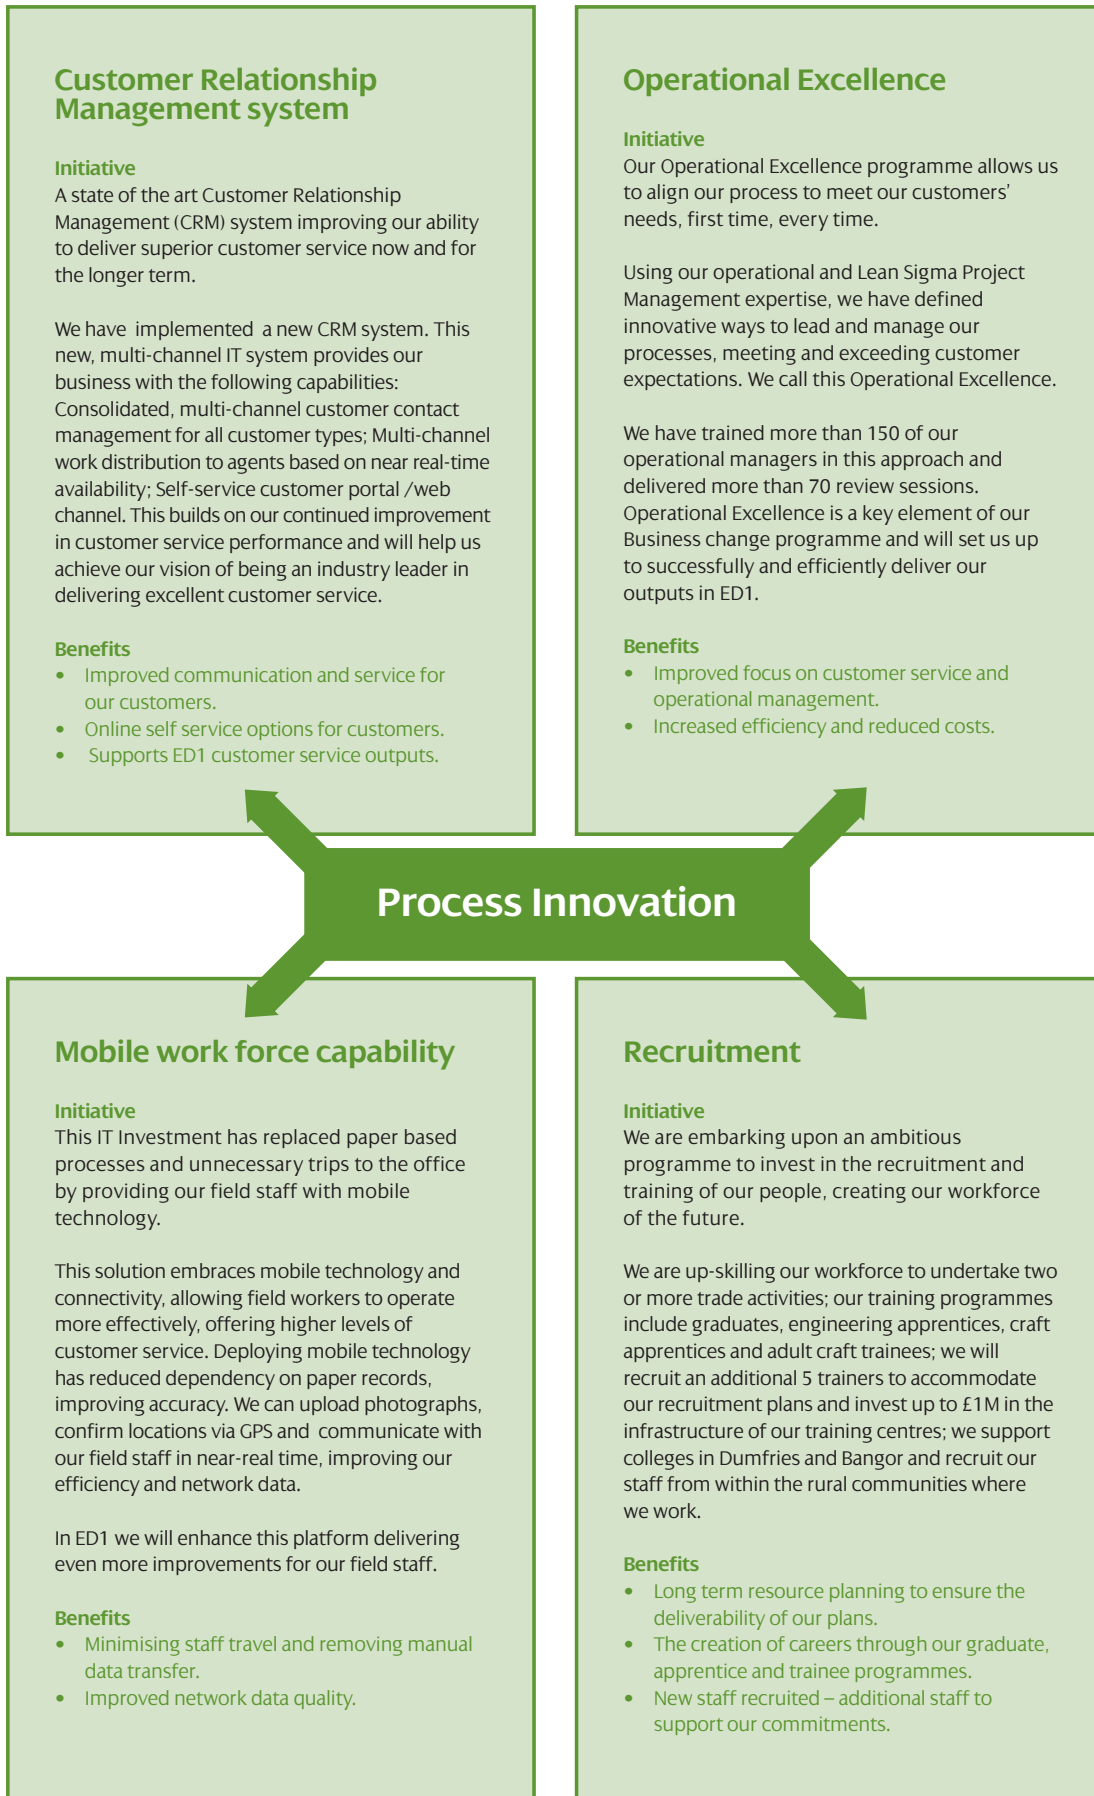 Customer Relationship
Management system
Initiative
A state of the art Customer Relationship
Management (CRM) system improving our ability
to deliver superior customer service now and for
the longer term.
We have  implemented  a new CRM system. This
new, multi-channel IT system provides our
business with the following capabilities:
Consolidated, multi-channel customer contact
management for all customer types; Multi-channel
work distribution to agents based on near real-time
availability; Self-service customer portal /web
channel. This builds on our continued improvement
in customer service performance and will help us
achieve our vision of being an industry leader in
delivering excellent customer service.
Benefits
• Improved communication and service for
our customers.
• Online self service options for customers.
• Supports ED1 customer service outputs.
Operational Excellence
Initiative
Our Operational Excellence programme allows us
to align our process to meet our customers’
needs, first time, every time.
Using our operational and Lean Sigma Project
Management expertise, we have defined
innovative ways to lead and manage our
processes, meeting and exceeding customer
expectations. We call this Operational Excellence.
We have trained more than 150 of our
operational managers in this approach and
delivered more than 70 review sessions.
Operational Excellence is a key element of our
Business change programme and will set us up
to successfully and efficiently deliver our
outputs in ED1.
Benefits
• Improved focus on customer service and
operational management.
• Increased efficiency and reduced costs.
Process Innovation
Mobile work force capability
Initiative
This IT Investment has replaced paper based
processes and unnecessary trips to the office
by providing our field staff with mobile
technology.
This solution embraces mobile technology and
connectivity, allowing field workers to operate
more effectively, offering higher levels of
customer service. Deploying mobile technology
has reduced dependency on paper records,
improving accuracy. We can upload photographs,
confirm locations via GPS and  communicate with
our field staff in near-real time, improving our
efficiency and network data.
In ED1 we will enhance this platform delivering
even more improvements for our field staff.
Benefits
• Minimising staff travel and removing manual
data transfer.
• Improved network data quality.
Recruitment
Initiative
We are embarking upon an ambitious
programme to invest in the recruitment and
training of our people, creating our workforce
of the future.
We are up-skilling our workforce to undertake two
or more trade activities; our training programmes
include graduates, engineering apprentices, craft
apprentices and adult craft trainees; we will
recruit an additional 5 trainers to accommodate
our recruitment plans and invest up to £1M in the
infrastructure of our training centres; we support
colleges in Dumfries and Bangor and recruit our
staff from within the rural communities where
we work.
Benefits
• Long term resource planning to ensure the
deliverability of our plans.
• The creation of careers through our graduate,
apprentice and trainee programmes.
• New staff recruited – additional staff to
support our commitments.